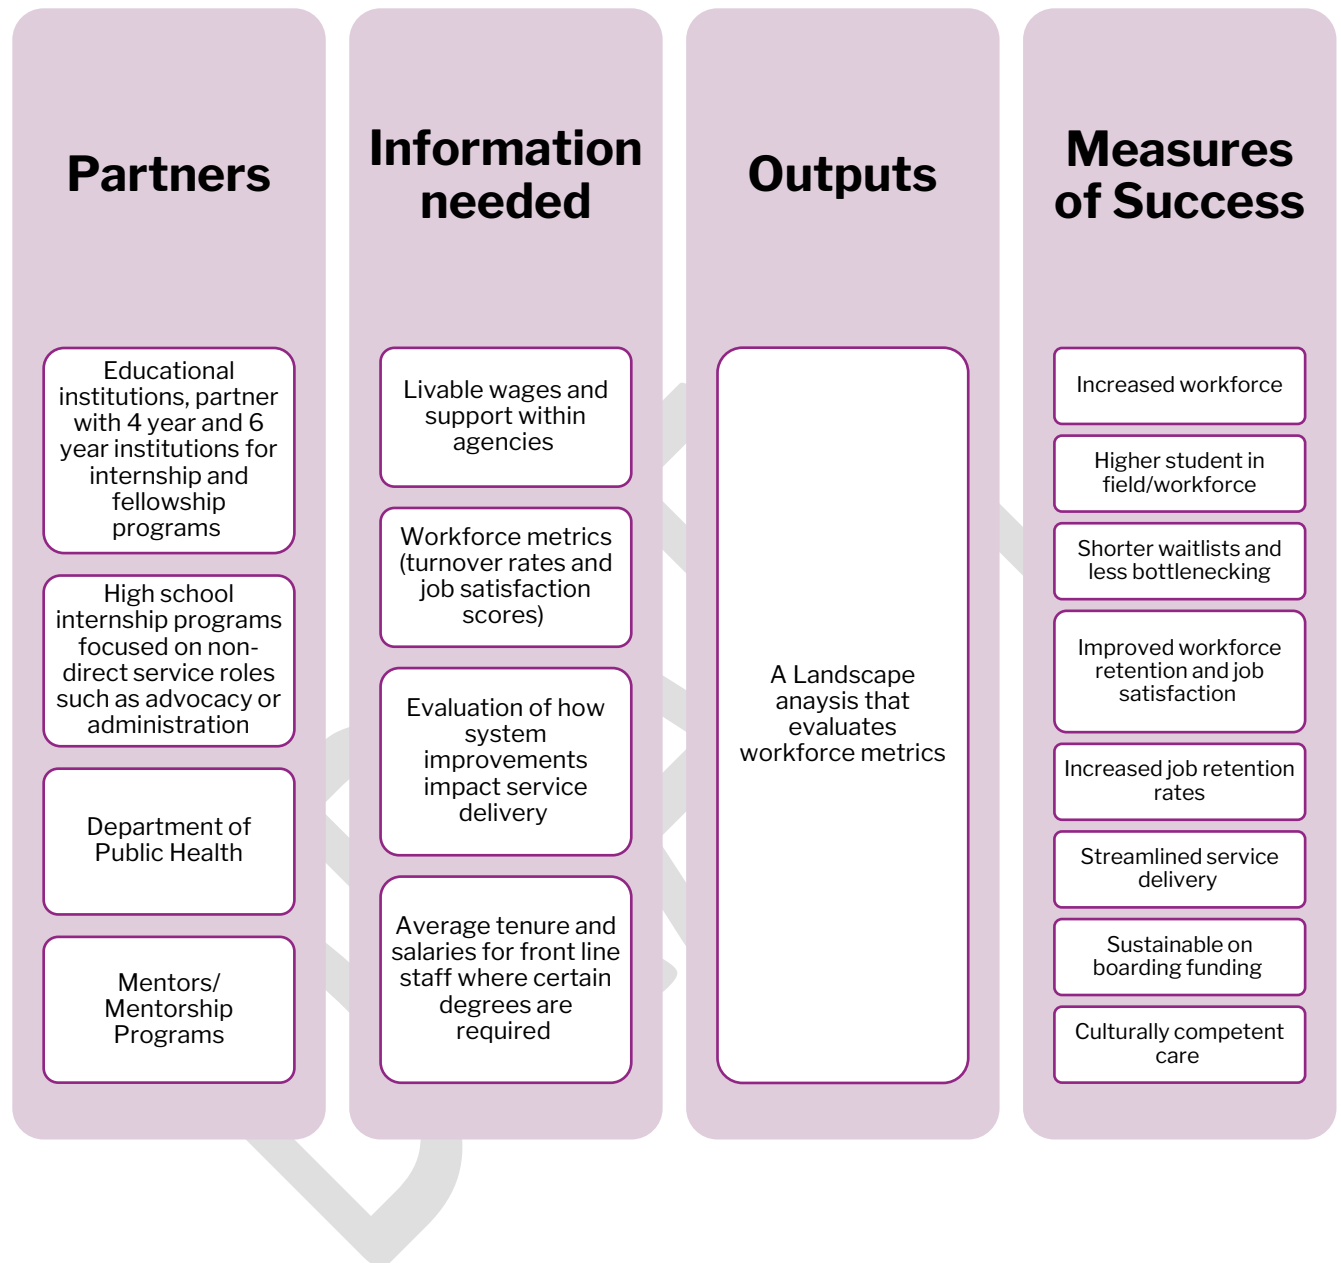 Partners
Educational
institutions, partner
with 4 year and 6
year institutions for
internship and
fellowship
programs
High school
internship programs
focused on non-
direct service roles
such as advocacy or
administration
Department of
Public Health
Mentors/
Mentorship
Programs
Information
needed
Livable wages and
support within
agencies
Workforce metrics
(turnover rates and
job satisfaction
scores)
Evaluation of how
system
improvements
impact service
delivery
Average tenure and
salaries for front line
staff where certain
degrees are
required
Outputs
A Landscape
anaysis that
evaluates
workforce metrics
Measures
of Success
Increased workforce
Higher student in
field/workforce
Shorter waitlists and
less bottlenecking
Improved workforce
retention and job
satisfaction
Increased job retention
rates
Streamlined service
delivery
Sustainable on
boarding funding
Culturally competent
care